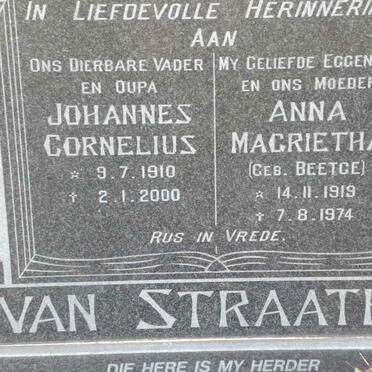 IN LIEFDEVOLLE HERINNERIN
AAN
ONS DIERBARE VADER
EN OUPA
JOHANNES
CORNELIUS
☆ 9.7.1910
† 2.1.2000
MY GELIEFDE EGGEN
EN ONS MOEDER
ANNA
MAGRIETHA
(GEB. BEETGE)
☆ 14.11.1919
† 7.8.1974
RUS IN VREDE.
VAN STRAATE
DIE HERE IS MY HERDER